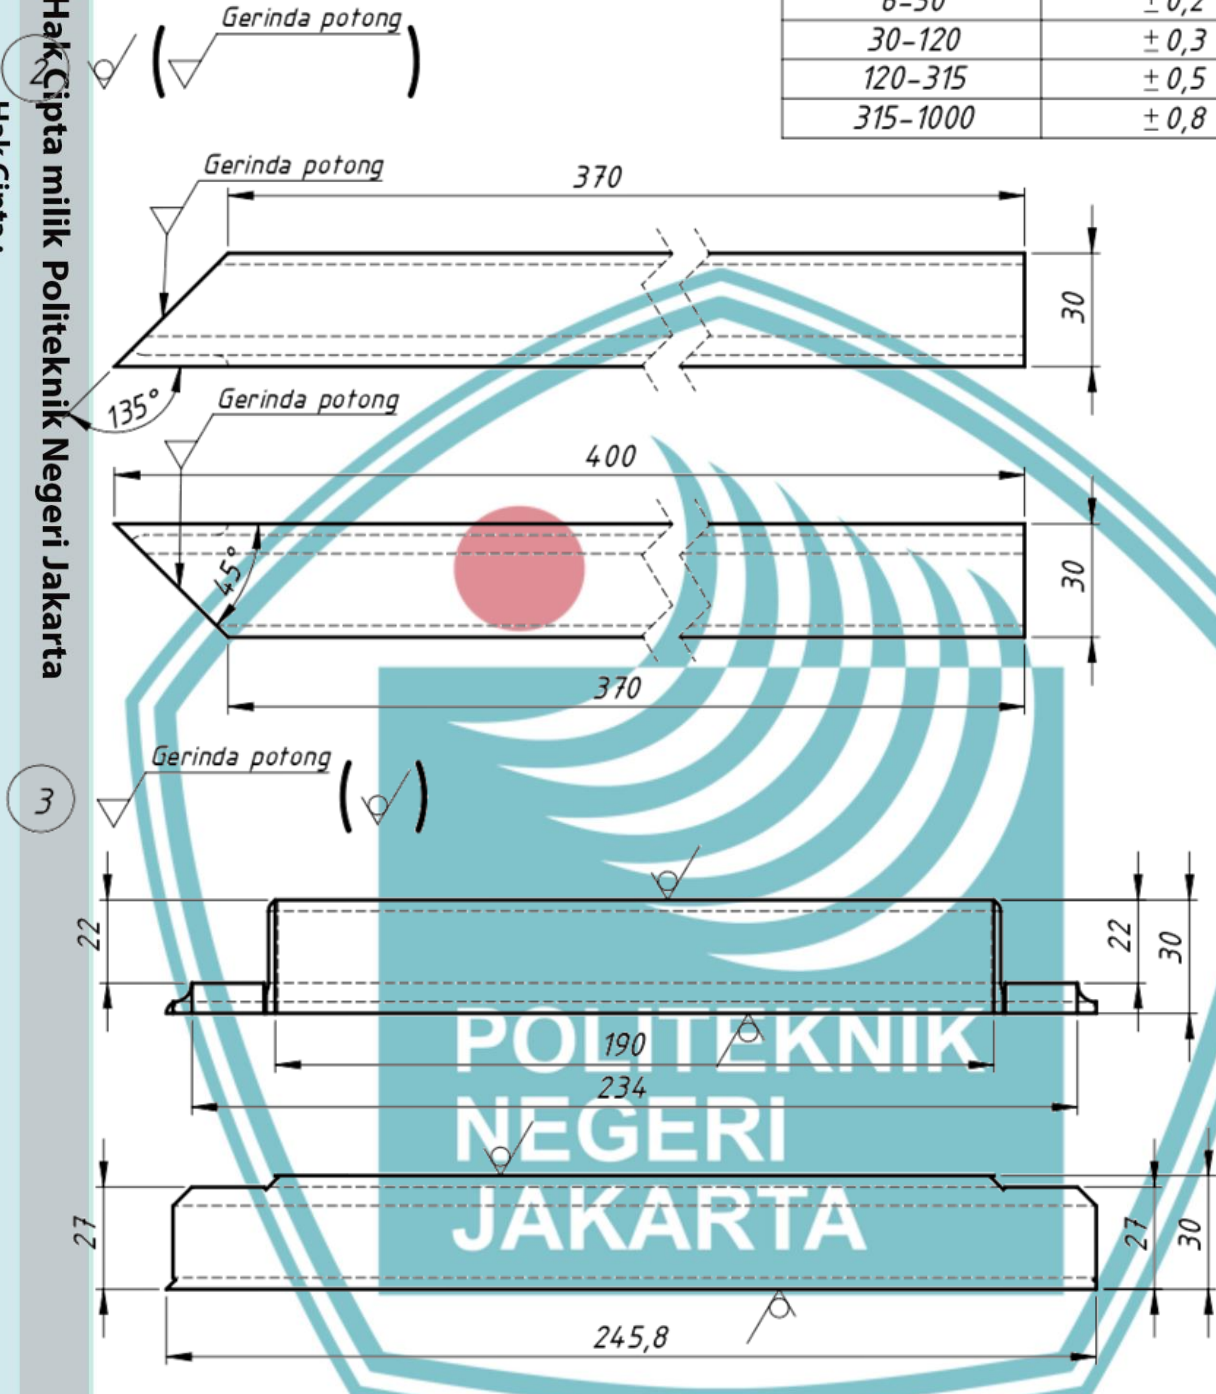 Hak Cipta milik Politeknik Negeri Jakarta
Gerinda potong
2
30-120 ± 0,3
120-315 ± 0,5
315-1000 ± 0,8
Gerinda potong
370
30
135°
Gerinda potong
400
45°
30
370
Gerinda potong
3
22
22
30
190
234
POLITEKNIK
NEGERI
JAKARTA
27
27
30
245,8